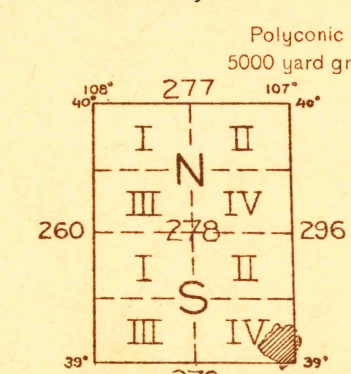 Polyconic
5000 yard gr
108° 277 107°
40° 40°
I II
N
III IV
260 278 296
I II
S
III IV
39° 39°